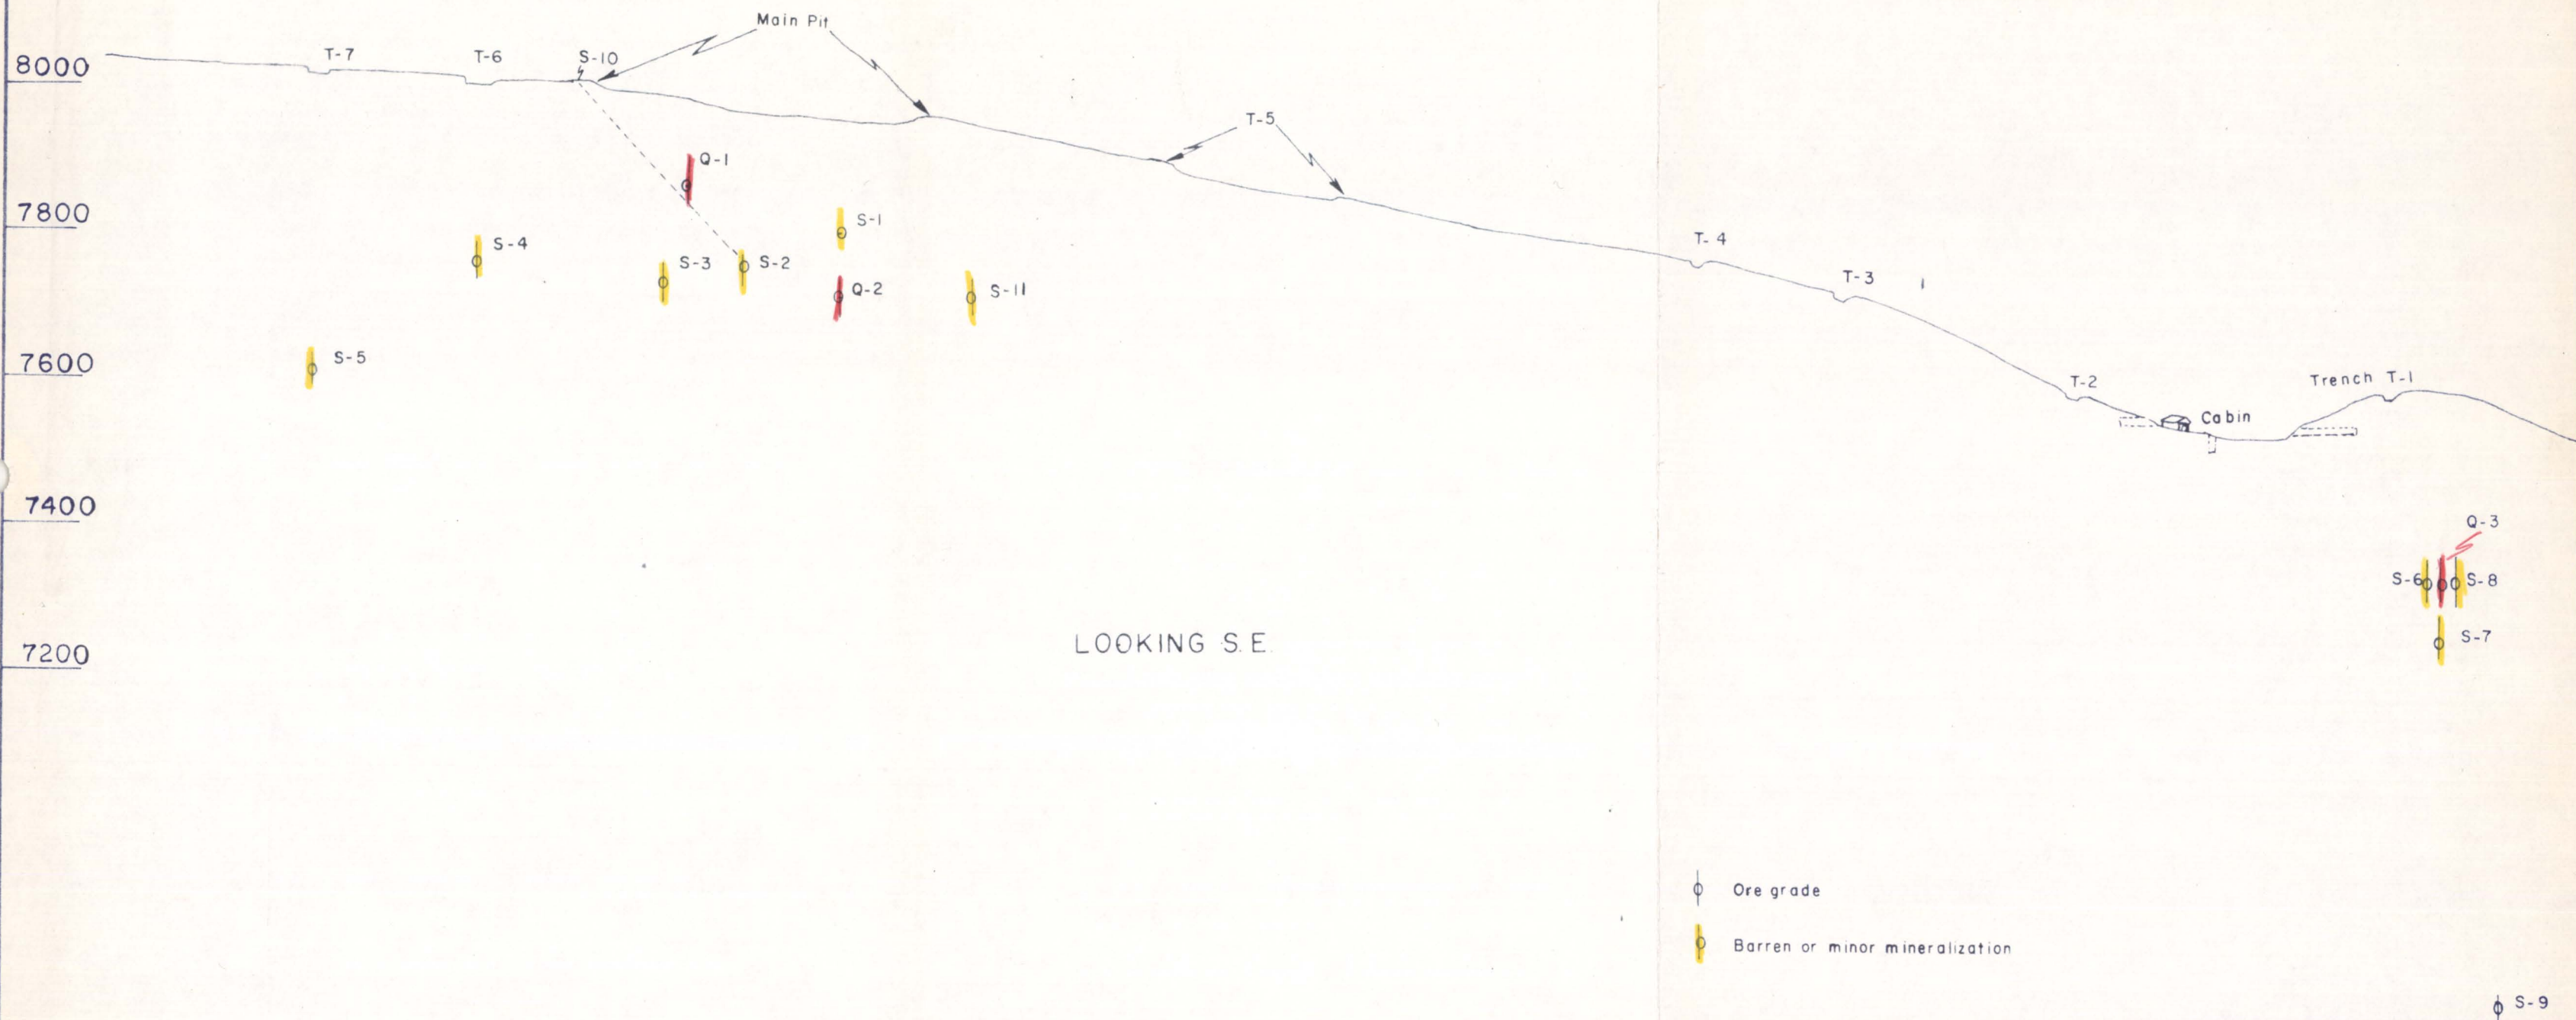 Main Pit
8000
T-7
T-6
S-10
T-5
Q-1
7800
S-1
S-4
S-3
S-2
Q-2
S-11
T-4
T-3
7600
S-5
T-2
Trench T-1
Cabin
7400
Q-3
S-6
S-8
S-7
7200
LOOKING S.E.
Ore grade
Barren or minor mineralization
S-9